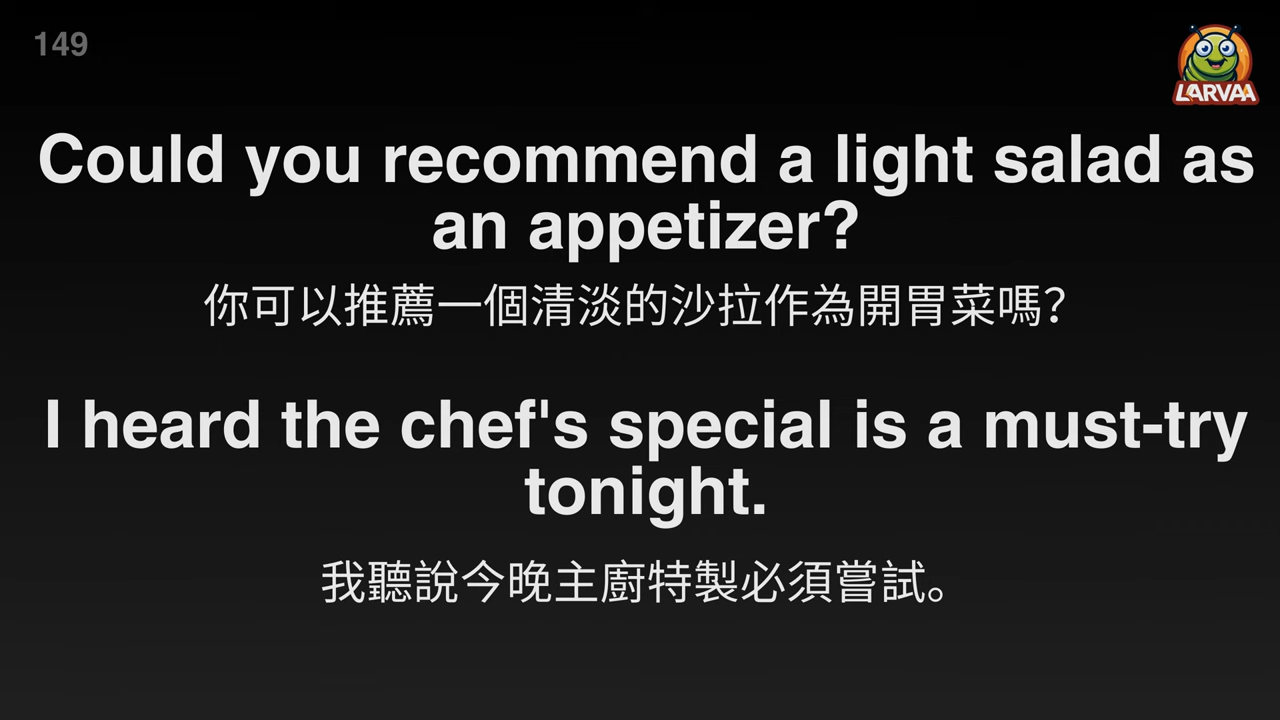 149
LARVAA
Could you recommend a light salad as
an appetizer?
你可以推薦一個清淡的沙拉作為開胃菜嗎?
I heard the chef's special is a must-try
tonight.
我聽說今晚主廚特製必須嘗試。